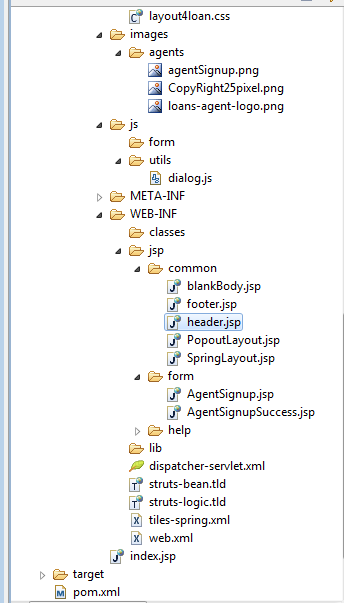 layout4loan.css
images
agents
agentSignup.png
CopyRight25pixel.png
loans-agent-logo.png
js
form
utils
dialog.js
META-INF
WEB-INF
classes
jsp
common
blankBody.jsp
footer.jsp
header.jsp
PopoutLayout.jsp
SpringLayout.jsp
form
AgentSignup.jsp
AgentSignupSuccess.jsp
help
lib
dispatcher-servlet.xml
struts-bean.tld
struts-logic.tld
tiles-spring.xml
web.xml
index.jsp
target
pom.xml